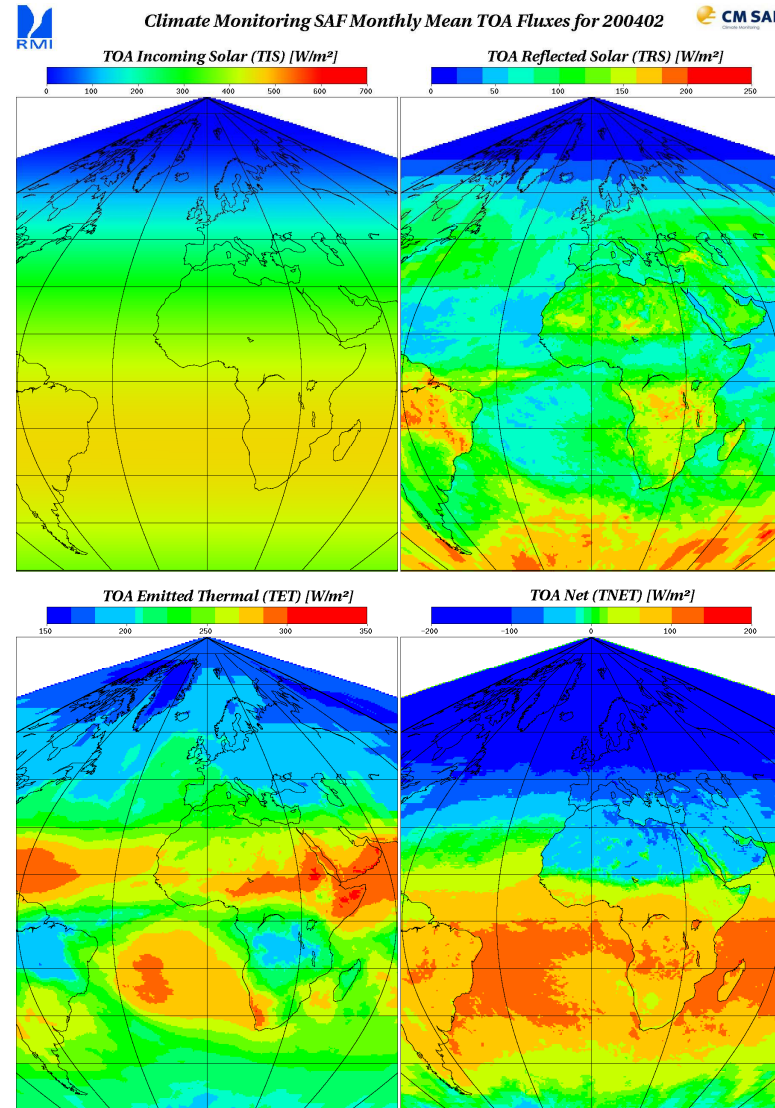 Climate Monitoring SAF Monthly Mean TOA Fluxes for 200402
RMI
CM SAF
Climate Monitoring
TOA Incoming Solar (TIS) [W/m²]
0 100 200 300 400 500 600 700
TOA Reflected Solar (TRS) [W/m²]
0 50 100 150 200 250
TOA Emitted Thermal (TET) [W/m²]
150 200 250 300 350
TOA Net (TNET) [W/m²]
-200 -100 0 100 200